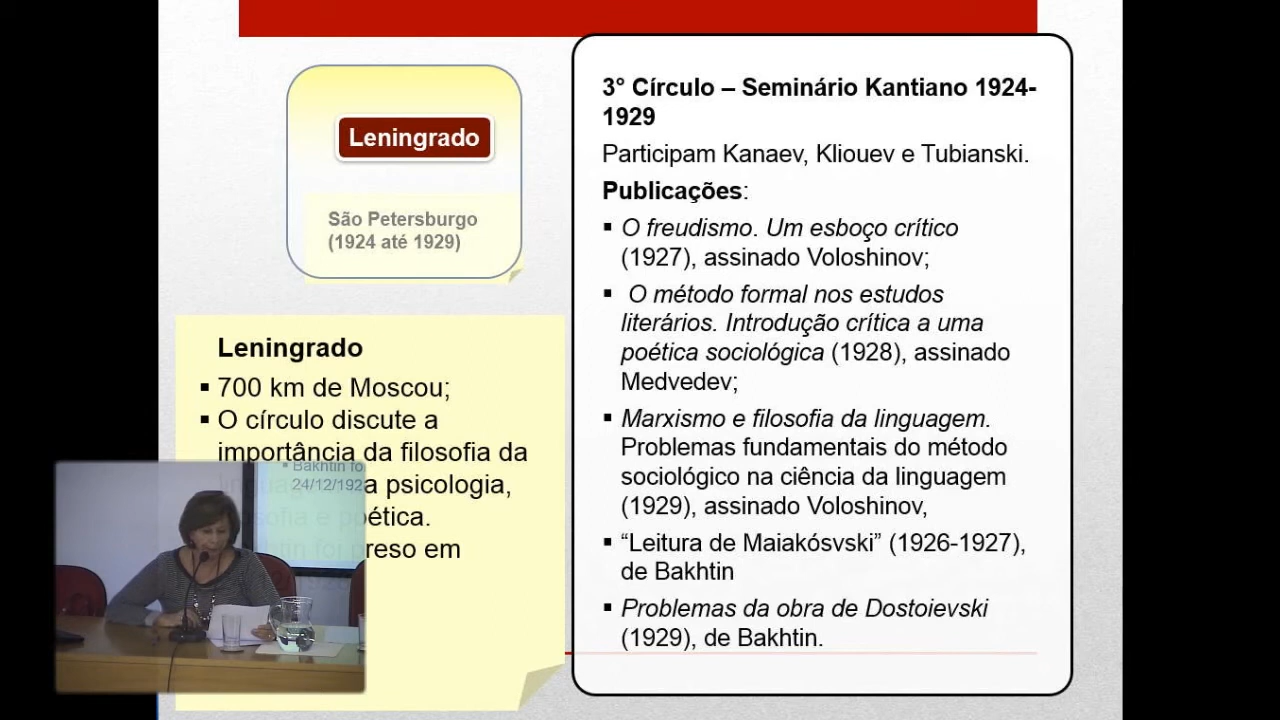 Leningrado
São Petersburgo
(1924 até 1929)
Leningrado
▪ 700 km de Moscou;
▪ O círculo discute a
importância da filosofia da
a psicologia,
e poética.
foi preso em
▪ Bakhtin fo
24/12/192
3° Círculo – Seminário Kantiano 1924-
1929
Participam Kanaev, Kliouev e Tubianski.
Publicações:
▪ O freudismo. Um esboço crítico
(1927), assinado Voloshinov;
▪ O método formal nos estudos
literários. Introdução crítica a uma
poética sociológica (1928), assinado
Medvedev;
▪ Marxismo e filosofia da linguagem.
Problemas fundamentais do método
sociológico na ciência da linguagem
(1929), assinado Voloshinov,
▪ “Leitura de Maiakósvski” (1926-1927),
de Bakhtin
▪ Problemas da obra de Dostoievski
(1929), de Bakhtin.